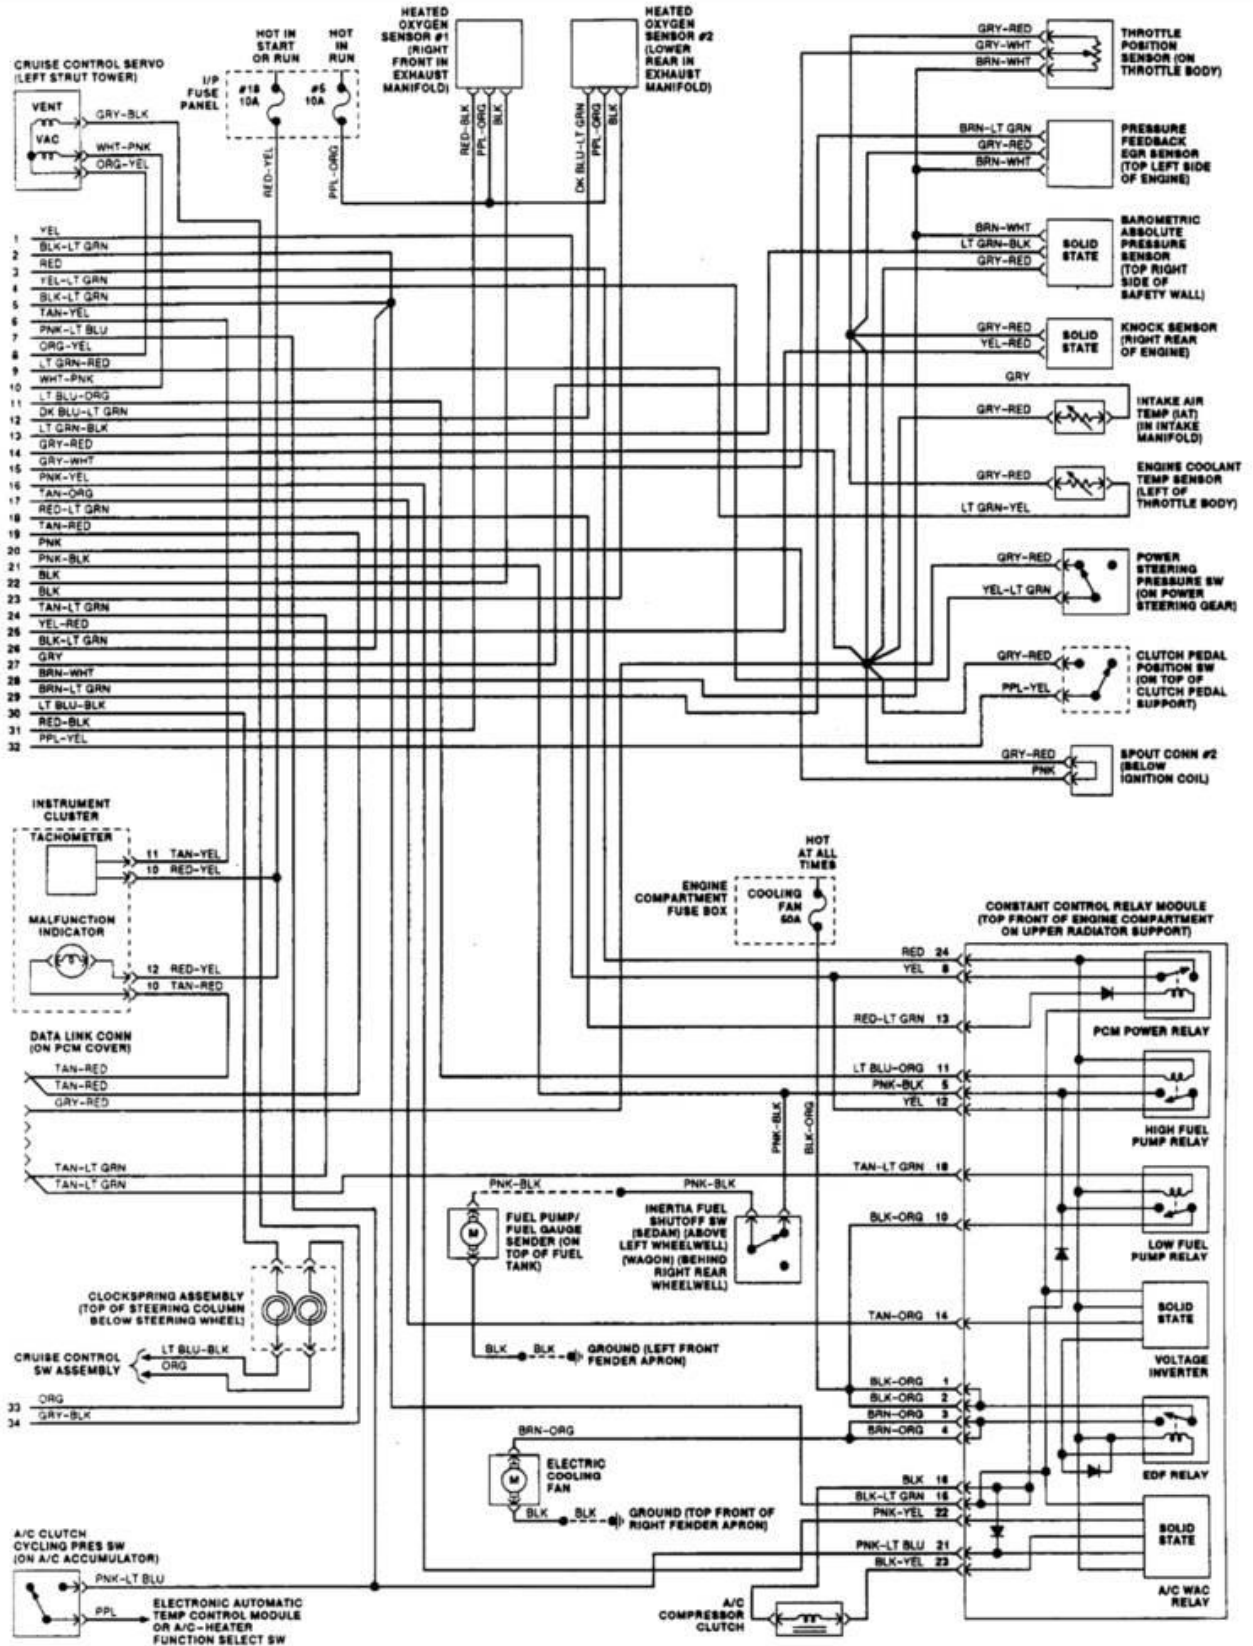 CRUISE CONTROL SERVO
(LEFT STRUT TOWER)
VENT
GRY-BLK
VAC
WHT-PNK
ORG-YEL
HOT IN
START
OR RUN
HOT
IN
RUN
I/P
FUSE
PANEL
#18
10A
#5
10A
RED-YEL
PPL-ORG
HEATED
OXYGEN
SENSOR #1
(RIGHT
FRONT IN
EXHAUST
MANIFOLD)
RED-BLK
PPL-ORG
BLK
HEATED
OXYGEN
SENSOR #2
(LOWER
REAR IN
EXHAUST
MANIFOLD)
DK BLU-LT GRN
PPL-ORG
BLK
GRY-RED
GRY-WHT
BRN-WHT
THROTTLE
POSITION
SENSOR (ON
THROTTLE BODY)
BRN-LT GRN
GRY-RED
BRN-WHT
PRESSURE
FEEDBACK
EGR SENSOR
(TOP LEFT SIDE
OF ENGINE)
BRN-WHT
LT GRN-BLK
GRY-RED
SOLID
STATE
BAROMETRIC
ABSOLUTE
PRESSURE
SENSOR
(TOP RIGHT
SIDE OF
SAFETY WALL)
GRY-RED
YEL-RED
SOLID
STATE
KNOCK SENSOR
(RIGHT REAR
OF ENGINE)
GRY
GRY-RED
INTAKE AIR
TEMP (IAT)
(IN INTAKE
MANIFOLD)
GRY-RED
LT GRN-YEL
ENGINE COOLANT
TEMP SENSOR
(LEFT OF
THROTTLE BODY)
GRY-RED
YEL-LT GRN
POWER
STEERING
PRESSURE SW
(ON POWER
STEERING GEAR)
GRY-RED
PPL-YEL
CLUTCH PEDAL
POSITION SW
(ON TOP OF
CLUTCH PEDAL
SUPPORT)
GRY-RED
PNK
SPOUT CONN #2
(BELOW
IGNITION COIL)
1 YEL
2 BLK-LT GRN
3 RED
4 YEL-LT GRN
5 BLK-LT GRN
6 TAN-YEL
7 PNK-LT BLU
8 ORG-YEL
9 LT GRN-RED
10 WHT-PNK
11 LT BLU-ORG
12 DK BLU-LT GRN
13 LT GRN-BLK
14 GRY-RED
15 GRY-WHT
16 PNK-YEL
17 TAN-ORG
18 RED-LT GRN
19 TAN-RED
20 PNK
21 PNK-BLK
22 BLK
23 BLK
24 TAN-LT GRN
25 YEL-RED
26 BLK-LT GRN
27 GRY
28 BRN-WHT
29 BRN-LT GRN
30 LT BLU-BLK
31 RED-BLK
32 PPL-YEL
INSTRUMENT
CLUSTER
TACHOMETER
11 TAN-YEL
10 RED-YEL
MALFUNCTION
INDICATOR
12 RED-YEL
10 TAN-RED
DATA LINK CONN
(ON PCM COVER)
TAN-RED
TAN-RED
GRY-RED
TAN-LT GRN
TAN-LT GRN
HOT
AT ALL
TIMES
ENGINE
COMPARTMENT
FUSE BOX
COOLING
FAN
50A
CONSTANT CONTROL RELAY MODULE
(TOP FRONT OF ENGINE COMPARTMENT
ON UPPER RADIATOR SUPPORT)
RED 24
YEL 8
RED-LT GRN 13
PCM POWER RELAY
LT BLU-ORG 11
PNK-BLK 5
YEL 12
HIGH FUEL
PUMP RELAY
PNK-BLK
BLK-ORG
TAN-LT GRN 18
BLK-ORG 10
LOW FUEL
PUMP RELAY
PNK-BLK
PNK-BLK
M
FUEL PUMP/
FUEL GAUGE
SENDER (ON
TOP OF FUEL
TANK)
INERTIA FUEL
SHUTOFF SW
(SEDAN) (ABOVE
LEFT WHEELWELL)
(WAGON) (BEHIND
RIGHT REAR
WHEELWELL)
SOLID
STATE
TAN-ORG 14
VOLTAGE
INVERTER
BLK
BLK
GROUND (LEFT FRONT
FENDER APRON)
CLOCKSPRING ASSEMBLY
(TOP OF STEERING COLUMN
BELOW STEERING WHEEL)
CRUISE CONTROL
SW ASSEMBLY
LT BLU-BLK
ORG
33 ORG
34 GRY-BLK
BLK-ORG 1
BLK-ORG 2
BRN-ORG 3
BRN-ORG 4
EDF RELAY
BRN-ORG
M
ELECTRIC
COOLING
FAN
BLK
BLK
GROUND (TOP FRONT OF
RIGHT FENDER APRON)
BLK 16
BLK-LT GRN 15
PNK-YEL 22
PNK-LT BLU 21
BLK-YEL 23
SOLID
STATE
A/C WAC
RELAY
A/C
COMPRESSOR
CLUTCH
A/C CLUTCH
CYCLING PRES SW
(ON A/C ACCUMULATOR)
PNK-LT BLU
PPL
ELECTRONIC AUTOMATIC
TEMP CONTROL MODULE
OR A/C-HEATER
FUNCTION SELECT SW